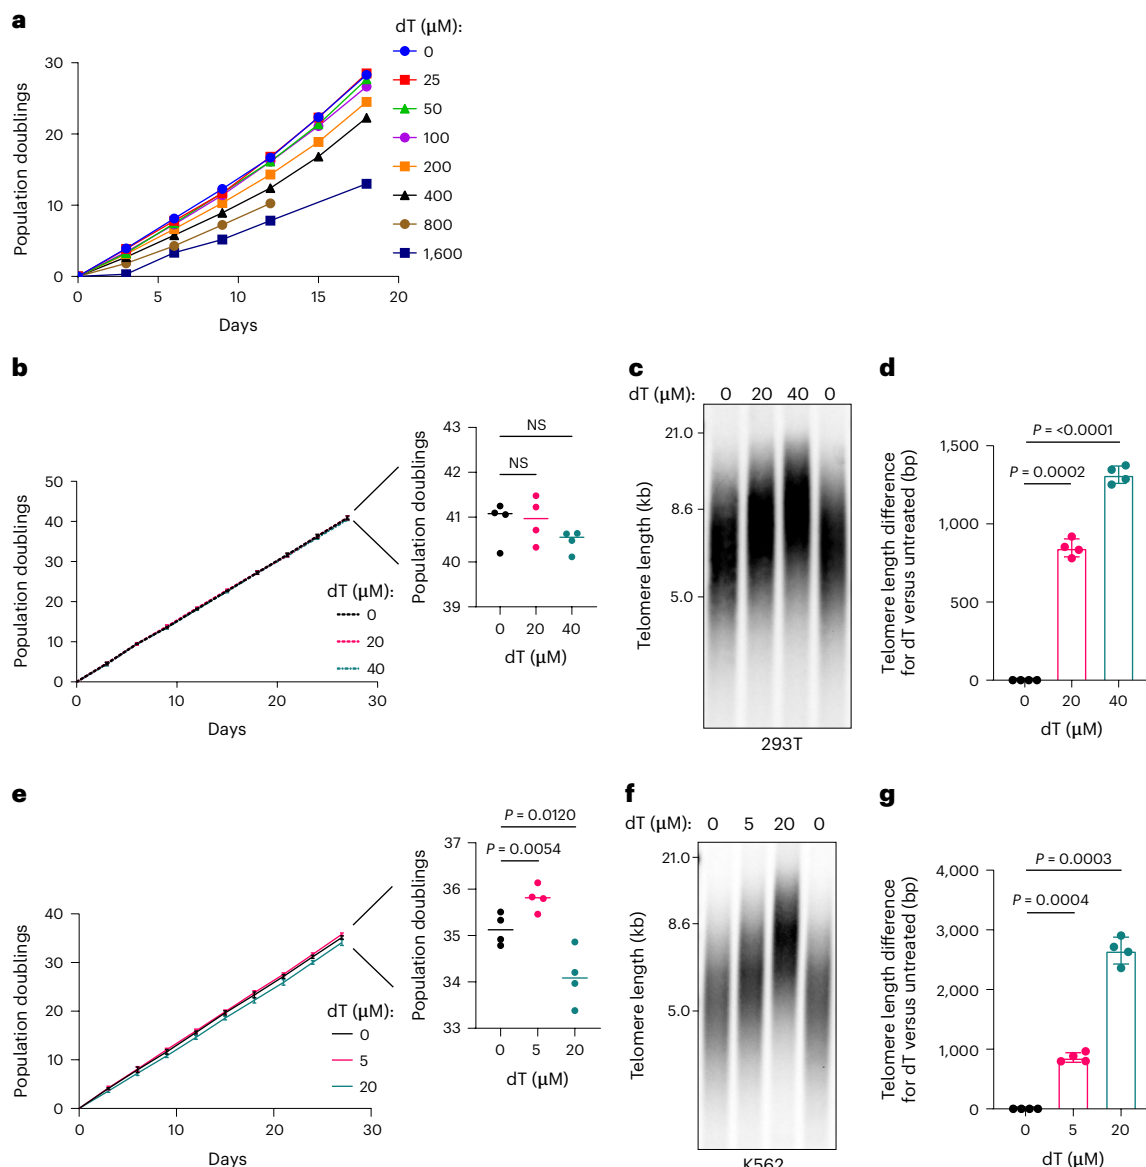 a
dT (µM):
0
25
50
100
200
400
800
1,600
Population doublings
30
20
10
0
0 5 10 15 20
Days
b
Population doublings
50
40
30
20
10
0
0 10 20 30
Days
dT (µM):
0
20
40
Population doublings
43
42
41
40
39
NS
NS
0 20 40
dT (µM)
c
dT (µM): 0 20 40 0
Telomere length (kb)
21.0
8.6
5.0
293T
d
Telomere length difference
for dT versus untreated (bp)
1,500
1,000
500
0
P = <0.0001
P = 0.0002
0 20 40
dT (µM)
e
Population doublings
40
30
20
10
0
0 10 20 30
Days
dT (µM):
0
5
20
Population doublings
37
36
35
34
33
P = 0.0120
P = 0.0054
0 5 20
dT (µM)
f
dT (µM): 0 5 20 0
Telomere length (kb)
21.0
8.6
5.0
K562
g
Telomere length difference
for dT versus untreated (bp)
4,000
3,000
2,000
1,000
0
P = 0.0003
P = 0.0004
0 5 20
dT (µM)